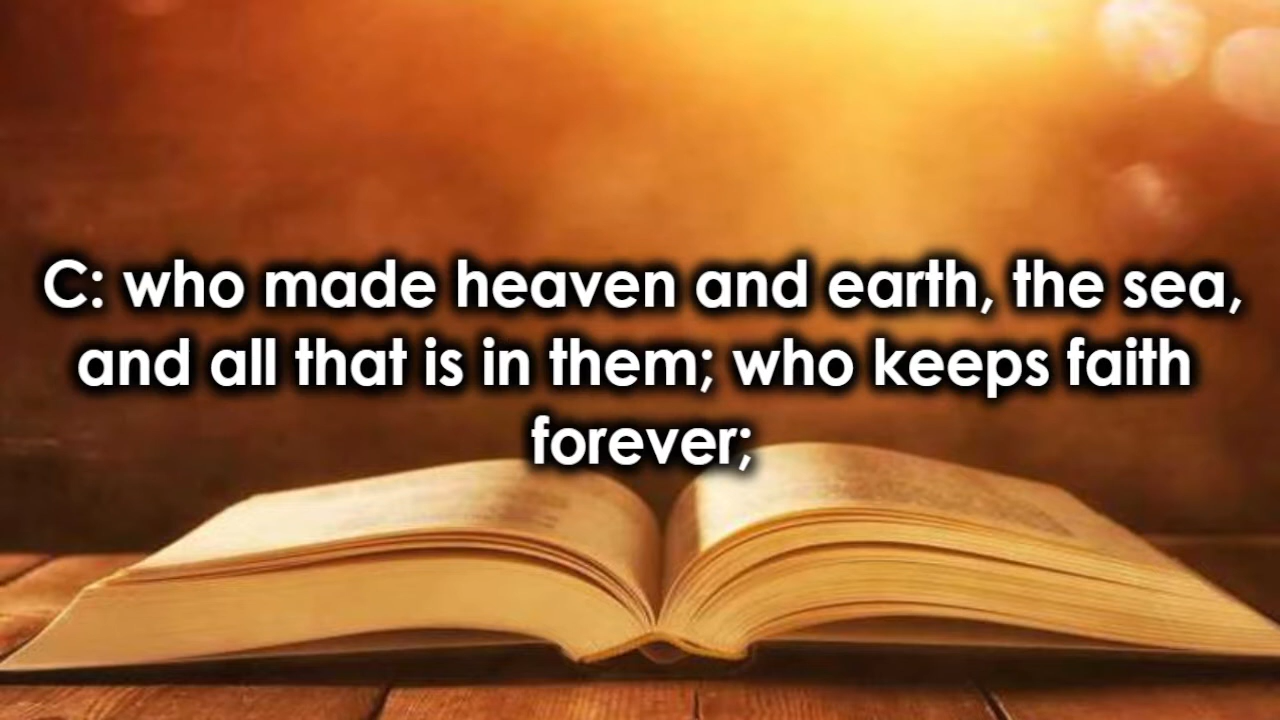 C: who made heaven and earth, the sea,
and all that is in them; who keeps faith
forever;